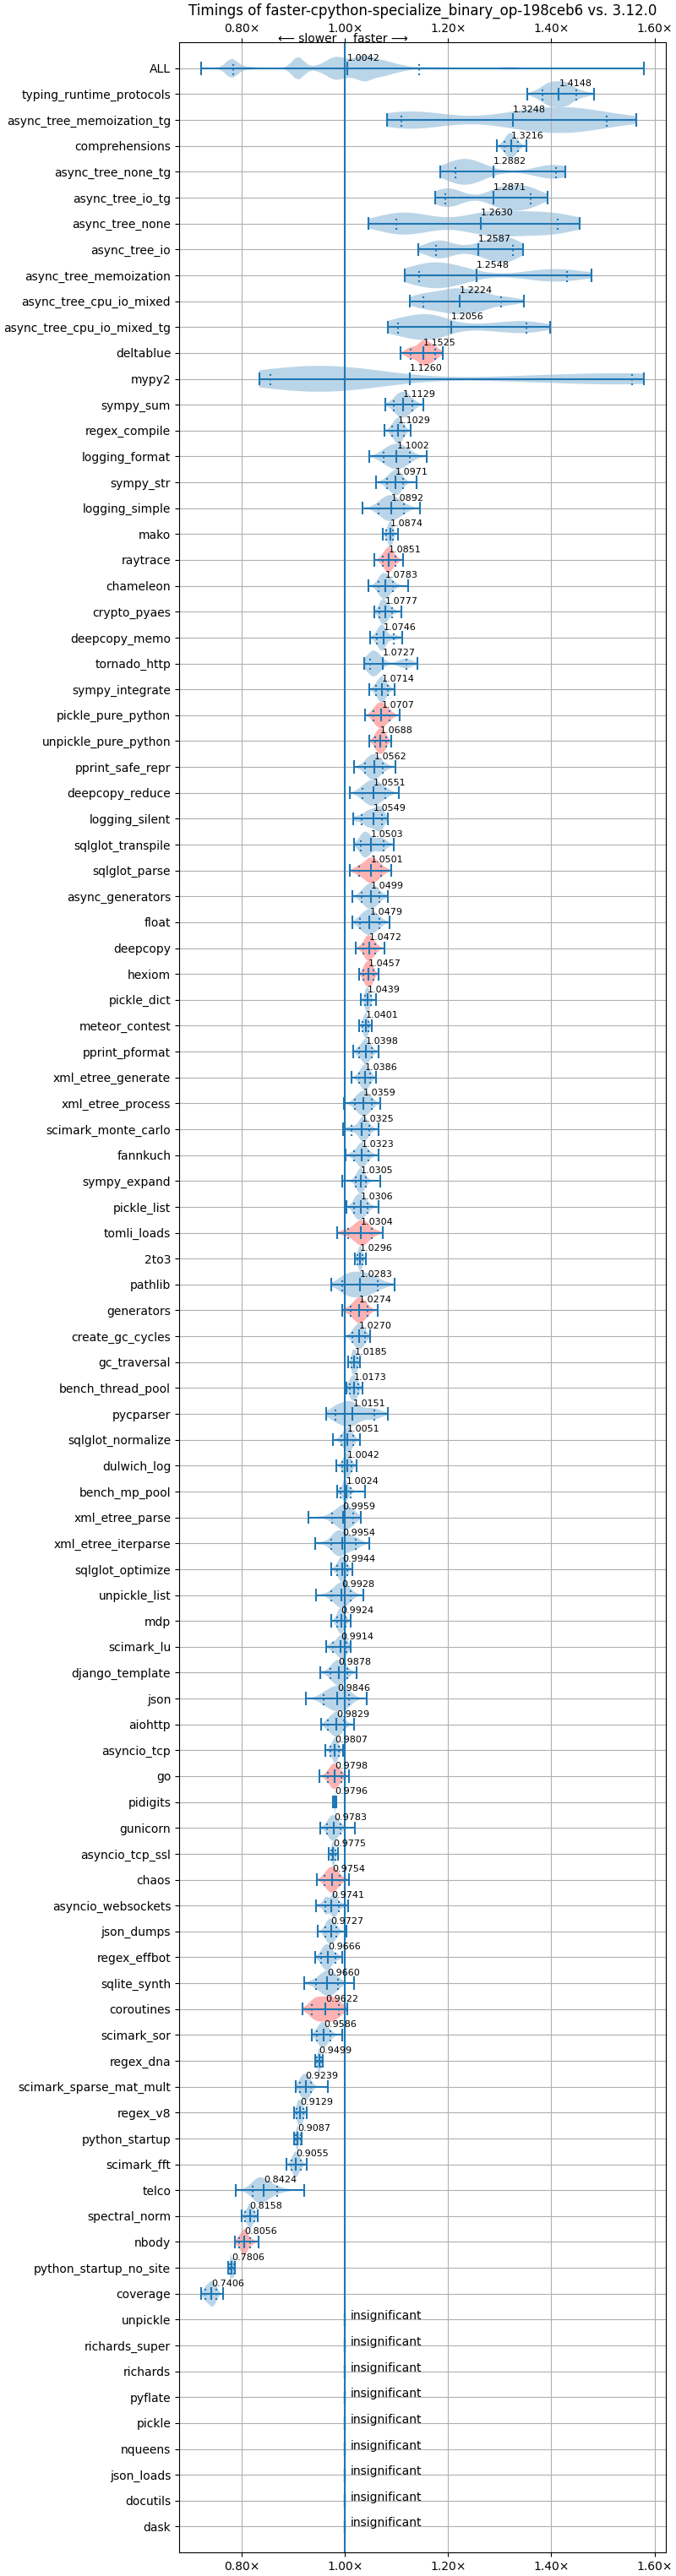 Timings of faster-cpython-specialize_binary_op-198ceb6 vs. 3.12.0
0.80× 1.00× 1.20× 1.40× 1.60×
⟵ slower faster ⟶
ALL 1.0042
typing_runtime_protocols 1.4148
async_tree_memoization_tg 1.3248
comprehensions 1.3216
async_tree_none_tg 1.2882
async_tree_io_tg 1.2871
async_tree_none 1.2630
async_tree_io 1.2587
async_tree_memoization 1.2548
async_tree_cpu_io_mixed 1.2224
async_tree_cpu_io_mixed_tg 1.2056
deltablue 1.1525
mypy2 1.1260
sympy_sum 1.1129
regex_compile 1.1029
logging_format 1.1002
sympy_str 1.0971
logging_simple 1.0892
mako 1.0874
raytrace 1.0851
chameleon 1.0783
crypto_pyaes 1.0777
deepcopy_memo 1.0746
tornado_http 1.0727
sympy_integrate 1.0714
pickle_pure_python 1.0707
unpickle_pure_python 1.0688
pprint_safe_repr 1.0562
deepcopy_reduce 1.0551
logging_silent 1.0549
sqlglot_transpile 1.0503
sqlglot_parse 1.0501
async_generators 1.0499
float 1.0479
deepcopy 1.0472
hexiom 1.0457
pickle_dict 1.0439
meteor_contest 1.0401
pprint_pformat 1.0398
xml_etree_generate 1.0386
xml_etree_process 1.0359
scimark_monte_carlo 1.0325
fannkuch 1.0323
sympy_expand 1.0305
pickle_list 1.0306
tomli_loads 1.0304
2to3 1.0296
pathlib 1.0283
generators 1.0274
create_gc_cycles 1.0270
gc_traversal 1.0185
bench_thread_pool 1.0173
pycparser 1.0151
sqlglot_normalize 1.0051
dulwich_log 1.0042
bench_mp_pool 1.0024
xml_etree_parse 0.9959
xml_etree_iterparse 0.9954
sqlglot_optimize 0.9944
unpickle_list 0.9928
mdp 0.9924
scimark_lu 0.9914
django_template 0.9878
json 0.9846
aiohttp 0.9829
asyncio_tcp 0.9807
go 0.9798
pidigits 0.9796
gunicorn 0.9783
asyncio_tcp_ssl 0.9775
chaos 0.9754
asyncio_websockets 0.9741
json_dumps 0.9727
regex_effbot 0.9666
sqlite_synth 0.9660
coroutines 0.9622
scimark_sor 0.9586
regex_dna 0.9499
scimark_sparse_mat_mult 0.9239
regex_v8 0.9129
python_startup 0.9087
scimark_fft 0.9055
telco 0.8424
spectral_norm 0.8158
nbody 0.8056
python_startup_no_site 0.7806
coverage 0.7406
unpickle insignificant
richards_super insignificant
richards insignificant
pyflate insignificant
pickle insignificant
nqueens insignificant
json_loads insignificant
docutils insignificant
dask insignificant
0.80× 1.00× 1.20× 1.40× 1.60×